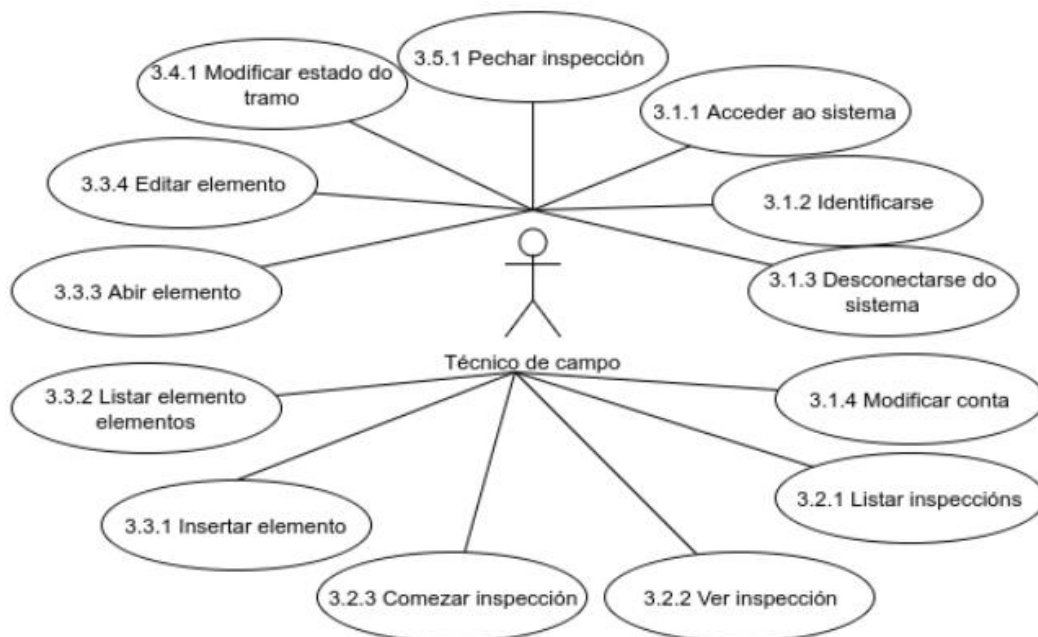 3.5.1 Pechar inspección
3.4.1 Modificar estado do
tramo
3.1.1 Acceder ao sistema
3.3.4 Editar elemento
3.1.2 Identificarse
3.3.3 Abir elemento
3.1.3 Desconectarse do
sistema
Técnico de campo
3.3.2 Listar elemento
elementos
3.1.4 Modificar conta
3.2.1 Listar inspeccións
3.3.1 Insertar elemento
3.2.3 Comezar inspección
3.2.2 Ver inspección